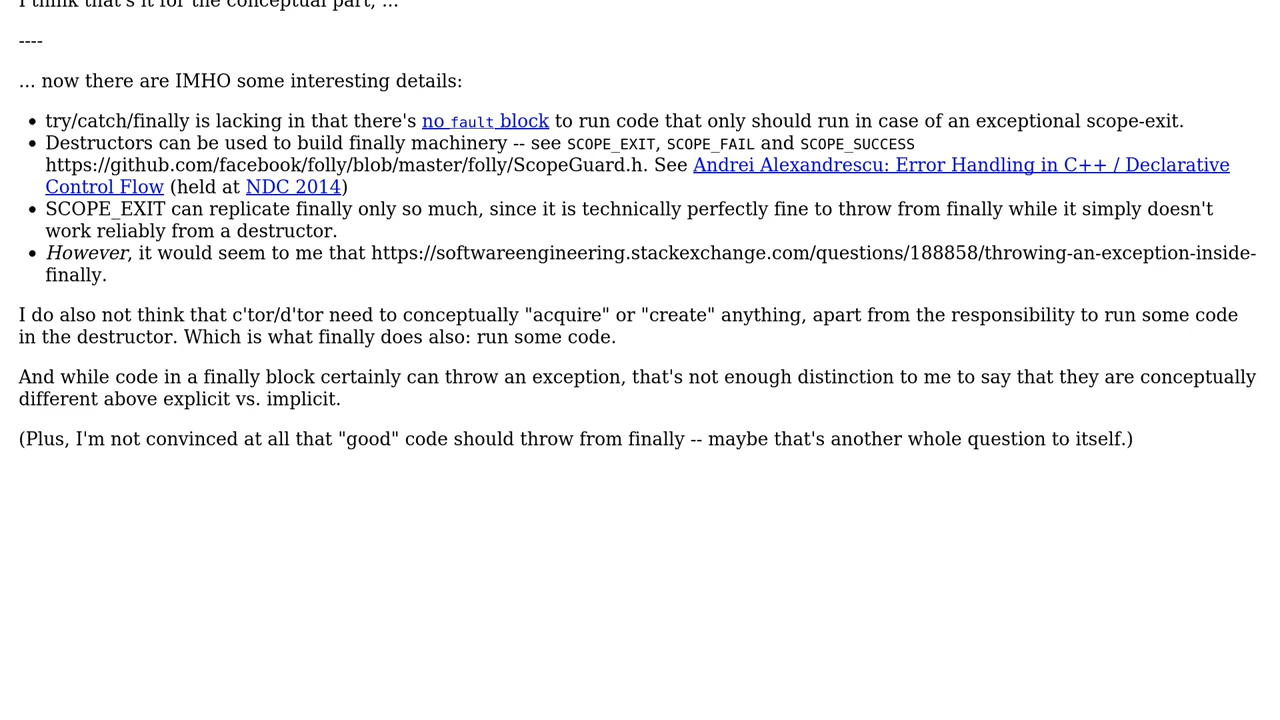 I think that's it for the conceptual part, ...
----
... now there are IMHO some interesting details:
try/catch/finally is lacking in that there's no fault block to run code that only should run in case of an exceptional scope-exit.
Destructors can be used to build finally machinery -- see SCOPE_EXIT, SCOPE_FAIL and SCOPE_SUCCESS
https://github.com/facebook/folly/blob/master/folly/ScopeGuard.h. See Andrei Alexandrescu: Error Handling in C++ / Declarative
Control Flow (held at NDC 2014)
SCOPE_EXIT can replicate finally only so much, since it is technically perfectly fine to throw from finally while it simply doesn't
work reliably from a destructor.
However, it would seem to me that https://softwareengineering.stackexchange.com/questions/188858/throwing-an-exception-inside-
finally.
I do also not think that c'tor/d'tor need to conceptually "acquire" or "create" anything, apart from the responsibility to run some code
in the destructor. Which is what finally does also: run some code.
And while code in a finally block certainly can throw an exception, that's not enough distinction to me to say that they are conceptually
different above explicit vs. implicit.
(Plus, I'm not convinced at all that "good" code should throw from finally -- maybe that's another whole question to itself.)